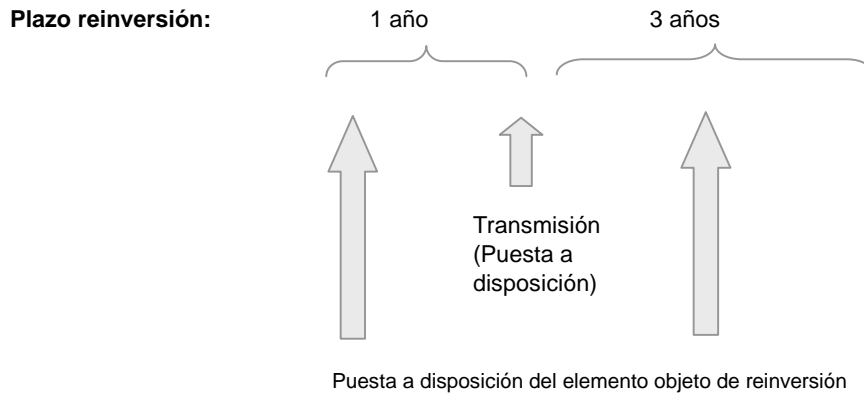 Plazo reinversión: 1 año 3 años
Transmisión
(Puesta a
disposición)
Puesta a disposición del elemento objeto de reinversión